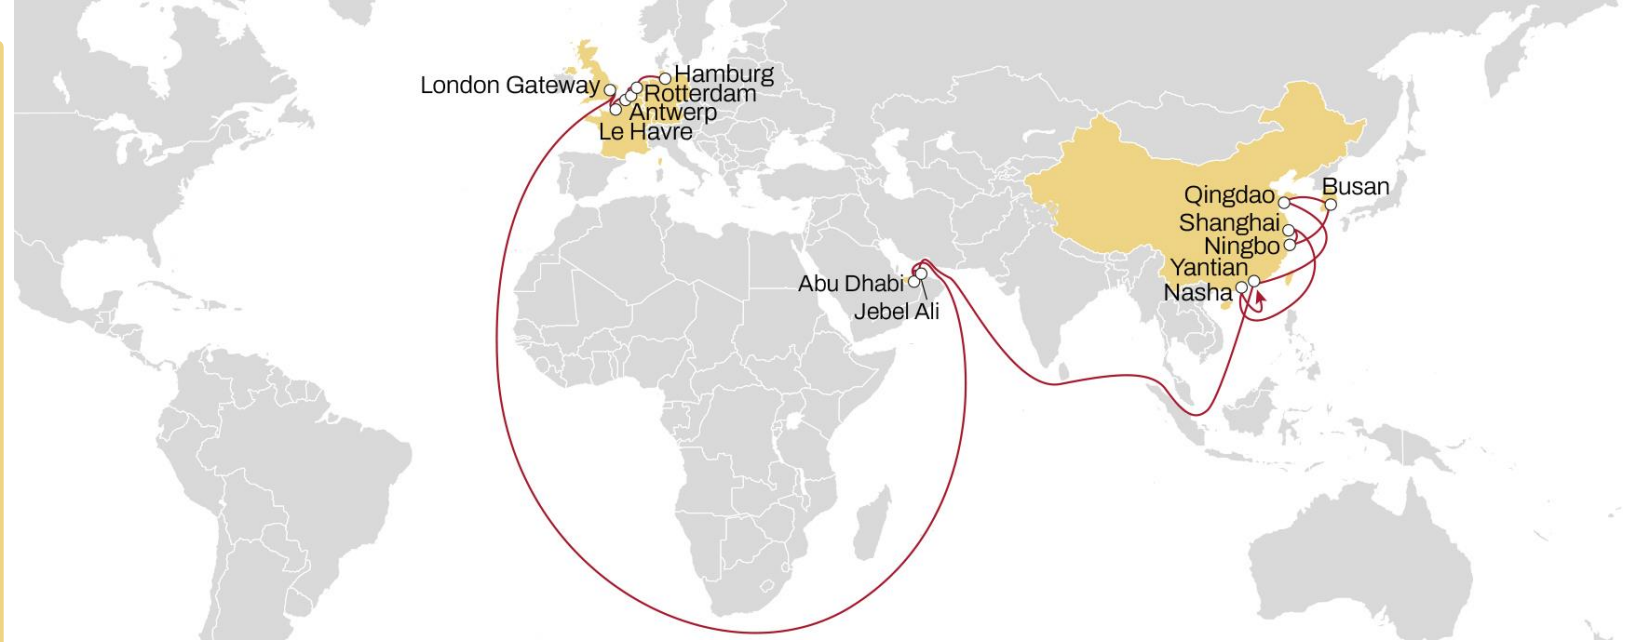 London Gateway
Hamburg
Rotterdam
Antwerp
Le Havre
Abu Dhabi
Jebel Ali
Qingdao
Busan
Shanghai
Ningbo
Yantian
Nasha